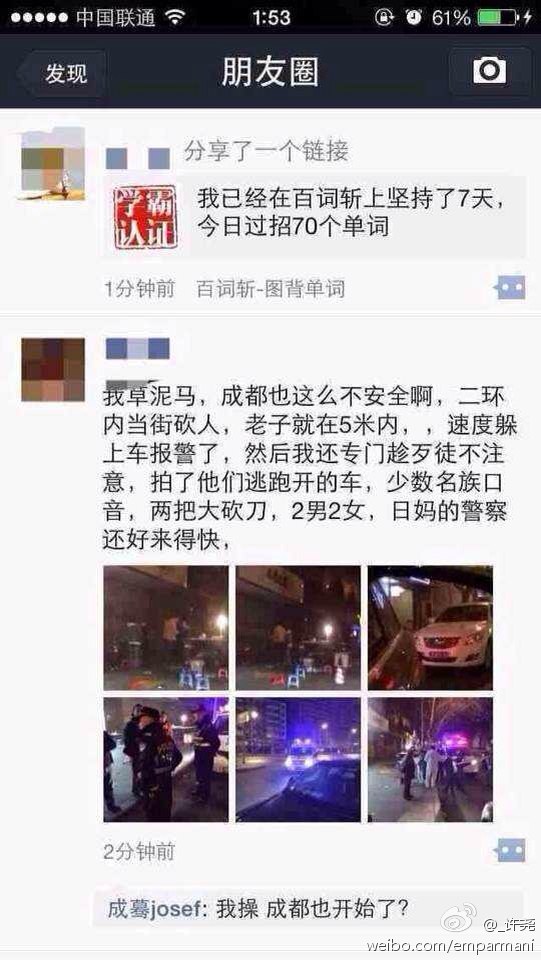 中国联通 1:53 61%
发现 朋友圈
分享了一个链接
学霸认证
我已经在百词斩上坚持了7天，
今日过招70个单词
1分钟前 百词斩-图背单词
我草泥马，成都也这么不安全啊，二环
内当街砍人，老子就在5米内，，速度躲
上车报警了，然后我还专门趁歹徒不注
意，拍了他们逃跑开的车，少数名族口
音，两把大砍刀，2男2女，日妈的警察
还好来得快，
2分钟前
成蓦josef: 我操 成都也开始了?
@_许尧
weibo.com/emparmani